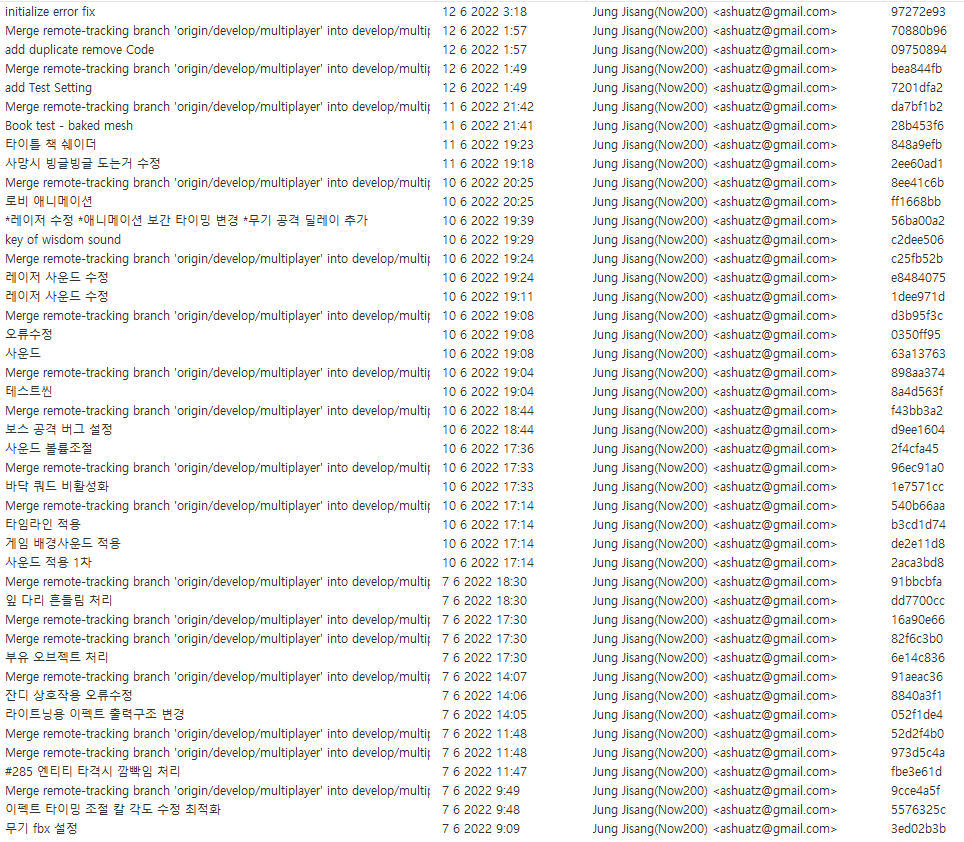 initialize error fix 12 6 2022 3:18 Jung Jisang(Now200) <ashuatz@gmail.com> 97272e93
Merge remote-tracking branch 'origin/develop/multiplayer' into develop/multip 12 6 2022 1:57 Jung Jisang(Now200) <ashuatz@gmail.com> 70880b96
add duplicate remove Code 12 6 2022 1:57 Jung Jisang(Now200) <ashuatz@gmail.com> 09750894
Merge remote-tracking branch 'origin/develop/multiplayer' into develop/multip 12 6 2022 1:49 Jung Jisang(Now200) <ashuatz@gmail.com> bea844fb
add Test Setting 12 6 2022 1:49 Jung Jisang(Now200) <ashuatz@gmail.com> 7201dfa2
Merge remote-tracking branch 'origin/develop/multiplayer' into develop/multip 11 6 2022 21:42 Jung Jisang(Now200) <ashuatz@gmail.com> da7bf1b2
Book test - baked mesh 11 6 2022 21:41 Jung Jisang(Now200) <ashuatz@gmail.com> 28b453f6
타이틀 책 쉐이더 11 6 2022 19:23 Jung Jisang(Now200) <ashuatz@gmail.com> 848a9efb
사망시 빙글빙글 도는거 수정 11 6 2022 19:18 Jung Jisang(Now200) <ashuatz@gmail.com> 2ee60ad1
Merge remote-tracking branch 'origin/develop/multiplayer' into develop/multip 10 6 2022 20:25 Jung Jisang(Now200) <ashuatz@gmail.com> 8ee41c6b
로비 애니메이션 10 6 2022 20:25 Jung Jisang(Now200) <ashuatz@gmail.com> ff1668bb
*레이저 수정 *애니메이션 보간 타이밍 변경 *무기 공격 딜레이 추가 10 6 2022 19:39 Jung Jisang(Now200) <ashuatz@gmail.com> 56ba00a2
key of wisdom sound 10 6 2022 19:29 Jung Jisang(Now200) <ashuatz@gmail.com> c2dee506
Merge remote-tracking branch 'origin/develop/multiplayer' into develop/multip 10 6 2022 19:24 Jung Jisang(Now200) <ashuatz@gmail.com> c25fb52b
레이저 사운드 수정 10 6 2022 19:24 Jung Jisang(Now200) <ashuatz@gmail.com> e8484075
레이저 사운드 수정 10 6 2022 19:11 Jung Jisang(Now200) <ashuatz@gmail.com> 1dee971d
Merge remote-tracking branch 'origin/develop/multiplayer' into develop/multip 10 6 2022 19:08 Jung Jisang(Now200) <ashuatz@gmail.com> d3b95f3c
오류수정 10 6 2022 19:08 Jung Jisang(Now200) <ashuatz@gmail.com> 0350ff95
사운드 10 6 2022 19:08 Jung Jisang(Now200) <ashuatz@gmail.com> 63a13763
Merge remote-tracking branch 'origin/develop/multiplayer' into develop/multip 10 6 2022 19:04 Jung Jisang(Now200) <ashuatz@gmail.com> 898aa374
테스트씬 10 6 2022 19:04 Jung Jisang(Now200) <ashuatz@gmail.com> 8a4d563f
Merge remote-tracking branch 'origin/develop/multiplayer' into develop/multip 10 6 2022 18:44 Jung Jisang(Now200) <ashuatz@gmail.com> f43bb3a2
보스 공격 버그 설정 10 6 2022 18:44 Jung Jisang(Now200) <ashuatz@gmail.com> d9ee1604
사운드 볼륨조절 10 6 2022 17:36 Jung Jisang(Now200) <ashuatz@gmail.com> 2f4cfa45
Merge remote-tracking branch 'origin/develop/multiplayer' into develop/multip 10 6 2022 17:33 Jung Jisang(Now200) <ashuatz@gmail.com> 96ec91a0
바닥 쿼드 비활성화 10 6 2022 17:33 Jung Jisang(Now200) <ashuatz@gmail.com> 1e7571cc
Merge remote-tracking branch 'origin/develop/multiplayer' into develop/multip 10 6 2022 17:14 Jung Jisang(Now200) <ashuatz@gmail.com> 540b66aa
타임라인 적용 10 6 2022 17:14 Jung Jisang(Now200) <ashuatz@gmail.com> b3cd1d74
게임 배경사운드 적용 10 6 2022 17:14 Jung Jisang(Now200) <ashuatz@gmail.com> de2e11d8
사운드 적용 1차 10 6 2022 17:14 Jung Jisang(Now200) <ashuatz@gmail.com> 2aca3bd8
Merge remote-tracking branch 'origin/develop/multiplayer' into develop/multip 7 6 2022 18:30 Jung Jisang(Now200) <ashuatz@gmail.com> 91bbcbfa
잎 다리 흔들림 처리 7 6 2022 18:30 Jung Jisang(Now200) <ashuatz@gmail.com> dd7700cc
Merge remote-tracking branch 'origin/develop/multiplayer' into develop/multip 7 6 2022 17:30 Jung Jisang(Now200) <ashuatz@gmail.com> 16a90e66
Merge remote-tracking branch 'origin/develop/multiplayer' into develop/multip 7 6 2022 17:30 Jung Jisang(Now200) <ashuatz@gmail.com> 82f6c3b0
부유 오브젝트 처리 7 6 2022 17:30 Jung Jisang(Now200) <ashuatz@gmail.com> 6e14c836
Merge remote-tracking branch 'origin/develop/multiplayer' into develop/multip 7 6 2022 14:07 Jung Jisang(Now200) <ashuatz@gmail.com> 91aeac36
잔디 상호작용 오류수정 7 6 2022 14:06 Jung Jisang(Now200) <ashuatz@gmail.com> 8840a3f1
라이트닝용 이펙트 출력구조 변경 7 6 2022 14:05 Jung Jisang(Now200) <ashuatz@gmail.com> 052f1de4
Merge remote-tracking branch 'origin/develop/multiplayer' into develop/multip 7 6 2022 11:48 Jung Jisang(Now200) <ashuatz@gmail.com> 52d2f4b0
Merge remote-tracking branch 'origin/develop/multiplayer' into develop/multip 7 6 2022 11:48 Jung Jisang(Now200) <ashuatz@gmail.com> 973d5c4a
#285 엔티티 타격시 깜빡임 처리 7 6 2022 11:47 Jung Jisang(Now200) <ashuatz@gmail.com> fbe3e61d
Merge remote-tracking branch 'origin/develop/multiplayer' into develop/multip 7 6 2022 9:49 Jung Jisang(Now200) <ashuatz@gmail.com> 9cce4a5f
이펙트 타이밍 조절 칼 각도 수정 최적화 7 6 2022 9:48 Jung Jisang(Now200) <ashuatz@gmail.com> 5576325c
무기 fbx 설정 7 6 2022 9:09 Jung Jisang(Now200) <ashuatz@gmail.com> 3ed02b3b